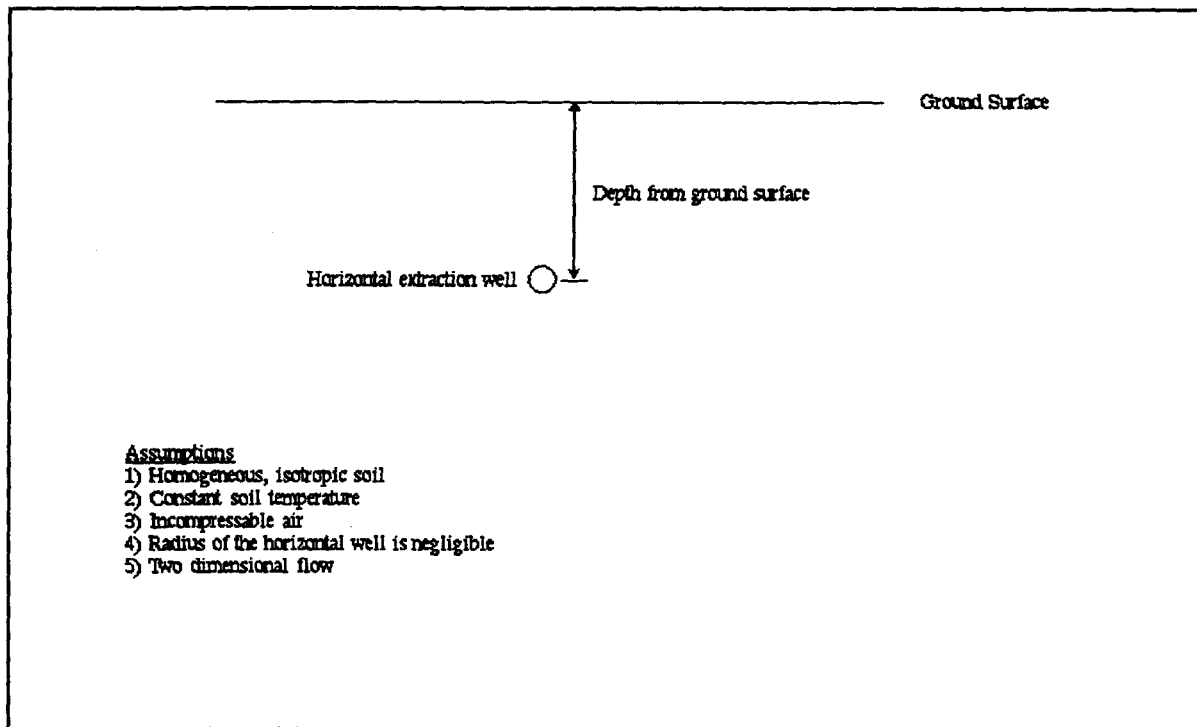 Ground Surface
Depth from ground surface
Horizontal extraction well
Assumptions
1) Homogeneous, isotropic soil
2) Constant soil temperature
3) Incompressable air
4) Radius of the horizontal well is negligible
5) Two dimensional flow